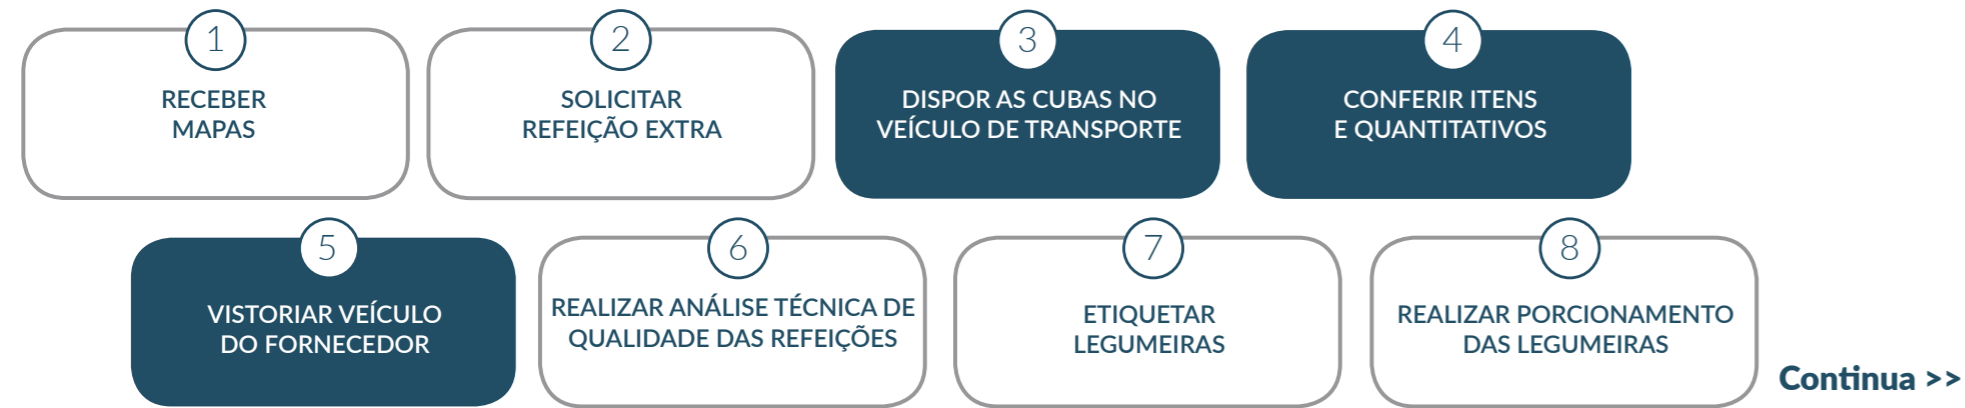 1
RECEBER
MAPAS
2
SOLICITAR
REFEIÇÃO EXTRA
3
DISPOR AS CUBAS NO
VEÍCULO DE TRANSPORTE
4
CONFERIR ITENS
E QUANTITATIVOS
5
VISTORIAR VEÍCULO
DO FORNECEDOR
6
REALIZAR ANÁLISE TÉCNICA DE
QUALIDADE DAS REFEIÇÕES
7
ETIQUETAR
LEGUMEIRAS
8
REALIZAR PORCIONAMENTO
DAS LEGUMEIRAS
Continua >>